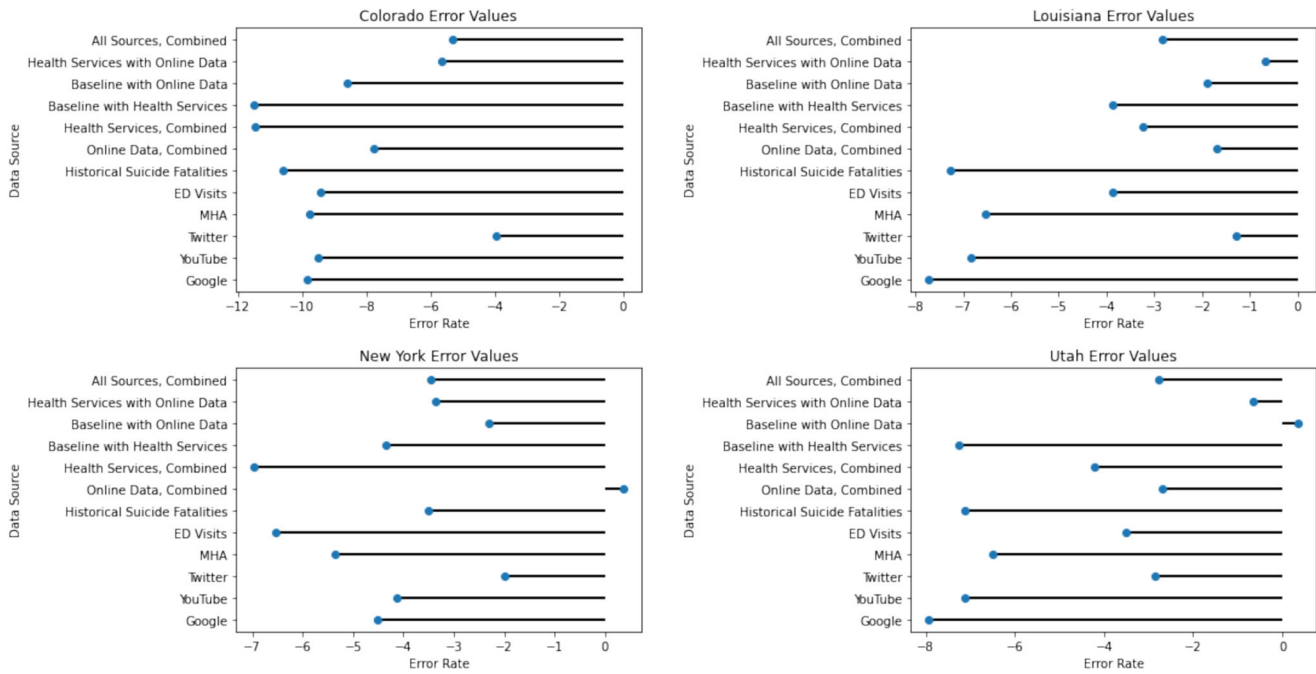 Colorado Error Values
Data Source
All Sources, Combined
Health Services with Online Data
Baseline with Online Data
Baseline with Health Services
Health Services, Combined
Online Data, Combined
Historical Suicide Fatalities
ED Visits
MHA
Twitter
YouTube
Google
−12 −10 −8 −6 −4 −2 0
Error Rate
Louisiana Error Values
Data Source
All Sources, Combined
Health Services with Online Data
Baseline with Online Data
Baseline with Health Services
Health Services, Combined
Online Data, Combined
Historical Suicide Fatalities
ED Visits
MHA
Twitter
YouTube
Google
−8 −7 −6 −5 −4 −3 −2 −1 0
Error Rate
New York Error Values
Data Source
All Sources, Combined
Health Services with Online Data
Baseline with Online Data
Baseline with Health Services
Health Services, Combined
Online Data, Combined
Historical Suicide Fatalities
ED Visits
MHA
Twitter
YouTube
Google
−7 −6 −5 −4 −3 −2 −1 0
Error Rate
Utah Error Values
Data Source
All Sources, Combined
Health Services with Online Data
Baseline with Online Data
Baseline with Health Services
Health Services, Combined
Online Data, Combined
Historical Suicide Fatalities
ED Visits
MHA
Twitter
YouTube
Google
−8 −6 −4 −2 0
Error Rate